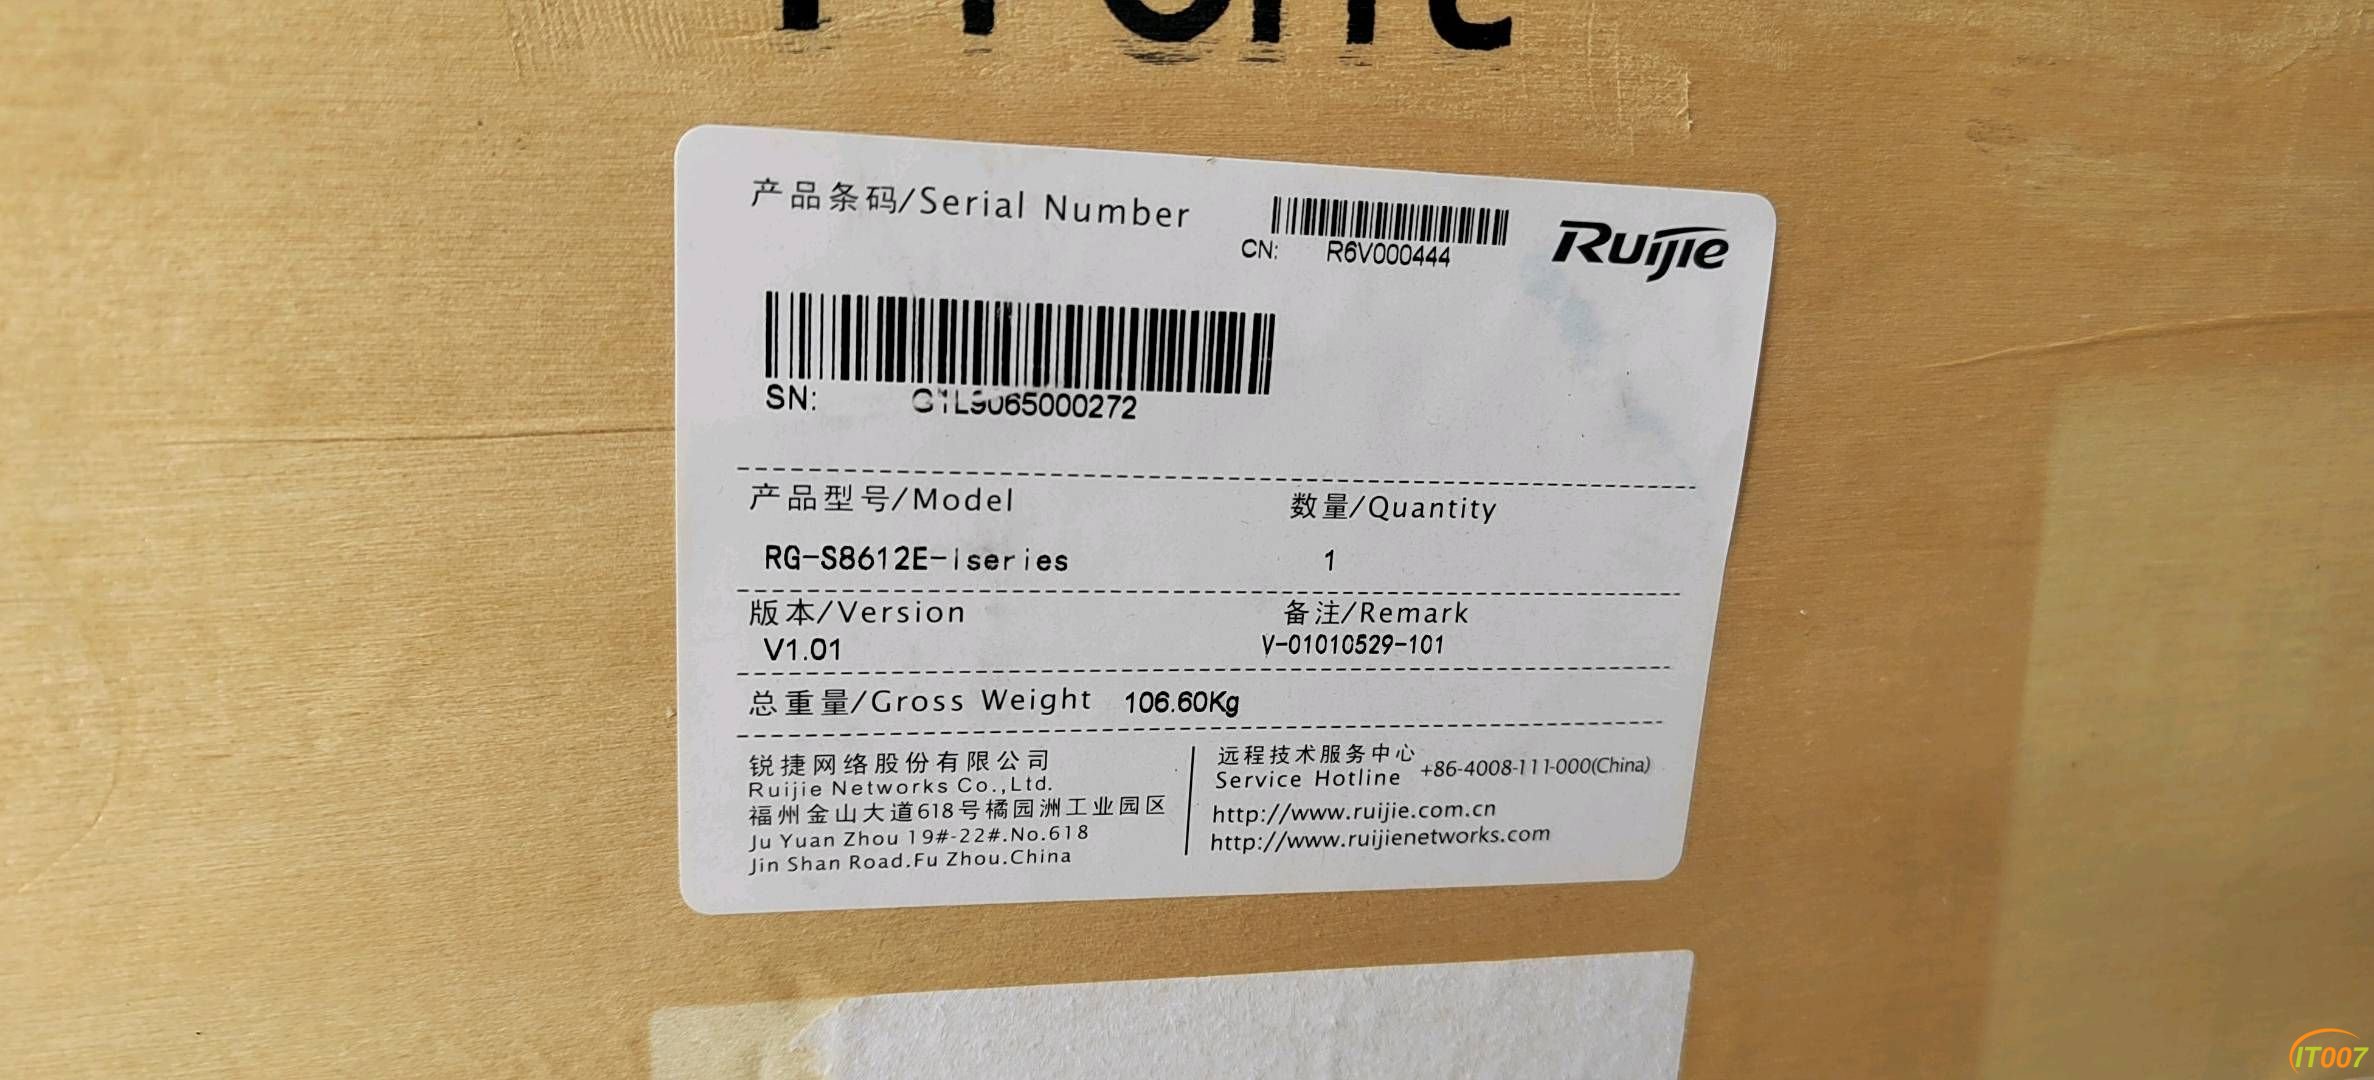 Front
产品条码/Serial Number
CN: R6V000444
Ruijie
SN: G1L9065000272
产品型号/Model
数量/Quantity
RG-S8612E-Iseries
1
版本/Version
备注/Remark
V1.01
V-01010529-101
总重量/Gross Weight 106.60Kg
锐捷网络股份有限公司
Ruijie Networks Co.,Ltd.
福州金山大道618号橘园洲工业园区
Ju Yuan Zhou 19#-22#.No.618
Jin Shan Road.Fu Zhou.China
远程技术服务中心
Service Hotline +86-4008-111-000(China)
http://www.ruijie.com.cn
http://www.ruijienetworks.com
IT007